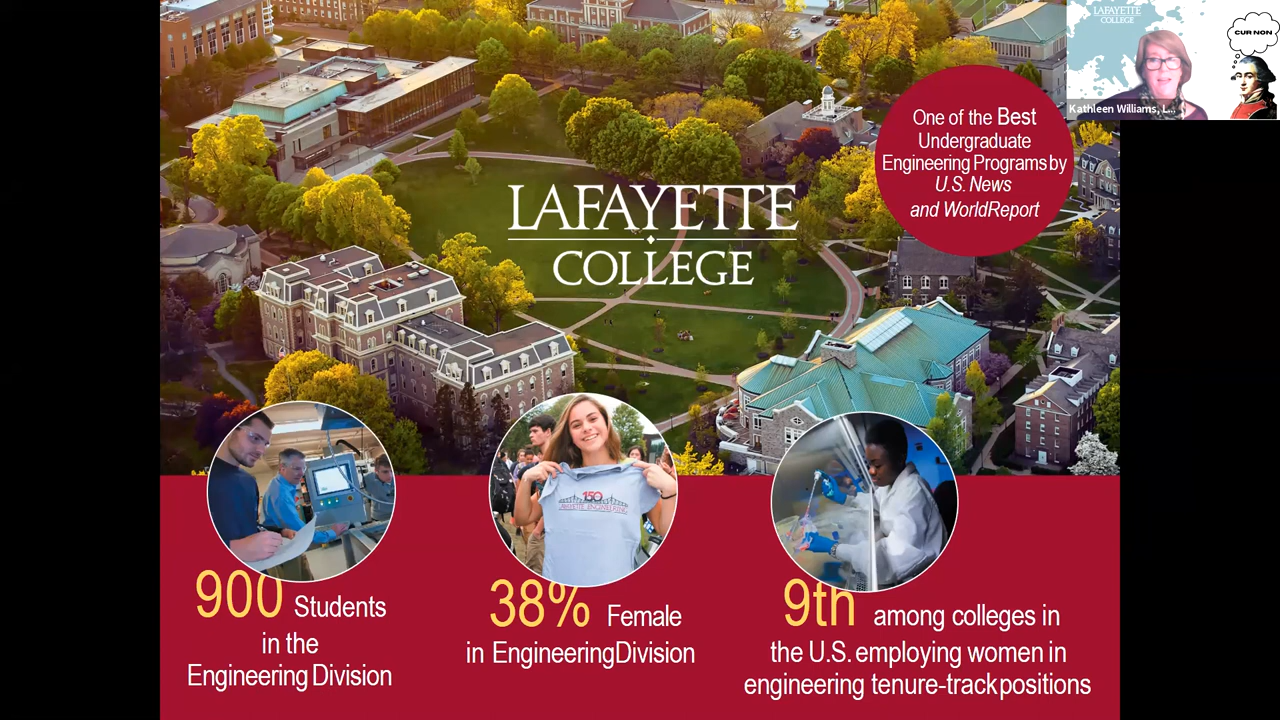 LAFAYETTE
COLLEGE
CUR NON
Kathleen Williams, L...
One of the Best
Undergraduate
Engineering Programs by
U.S. News
and WorldReport
LAFAYETTE
COLLEGE
150
LAFAYETTE ENGINEERING
900 Students
in the
Engineering Division
38% Female
in EngineeringDivision
9th among colleges in
the U.S. employing women in
engineering tenure-track positions